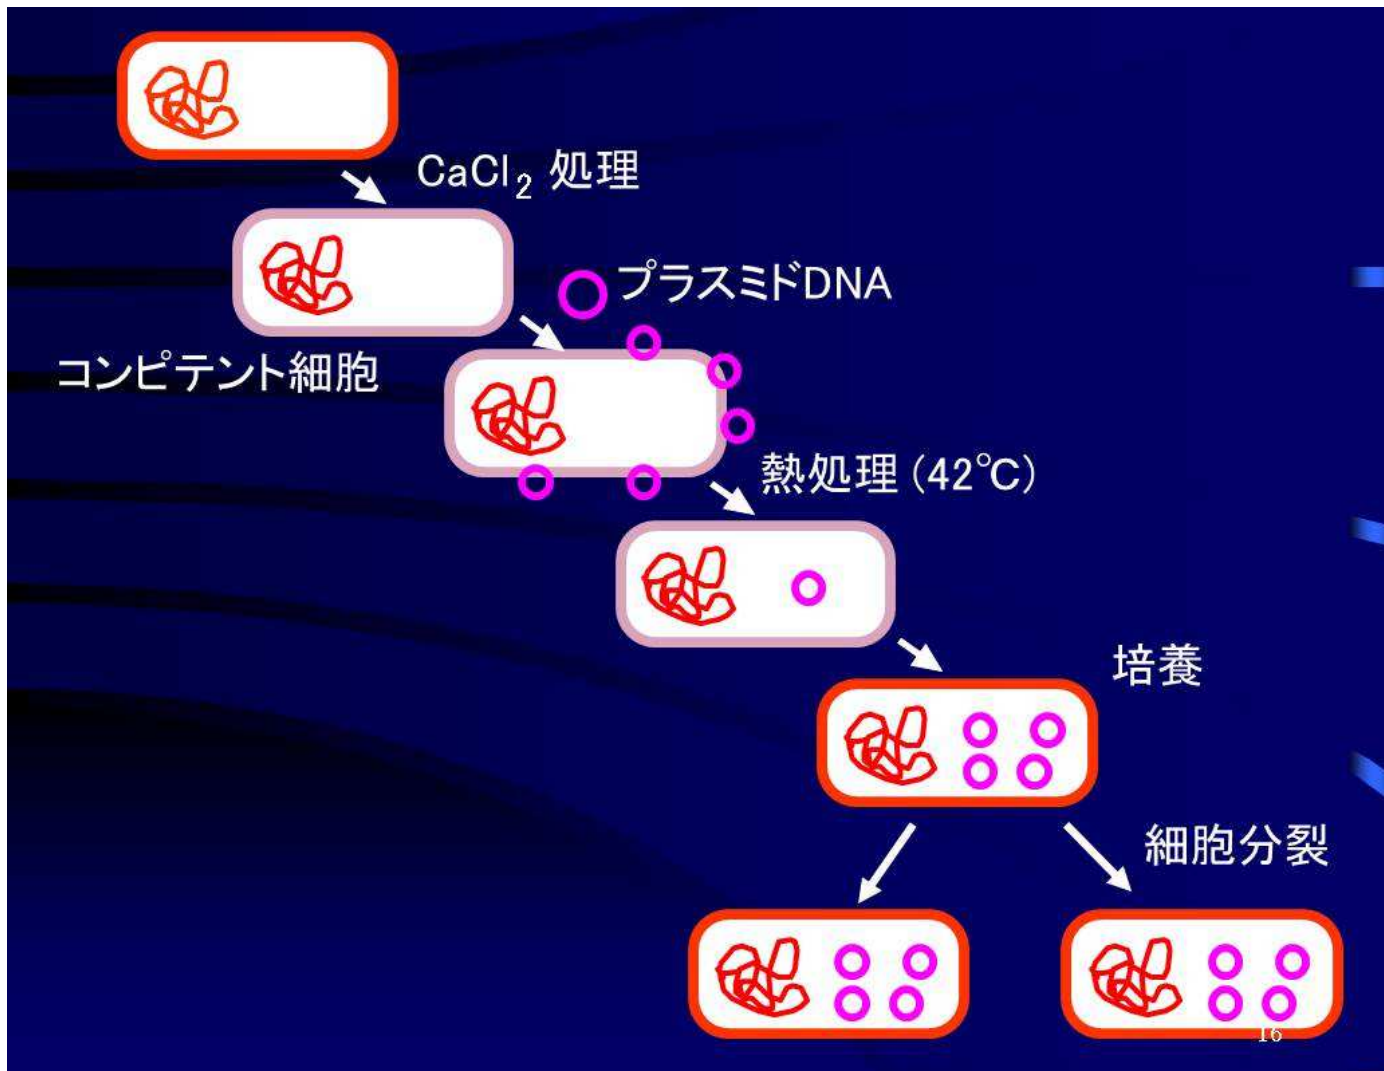 CaCl₂ 処理
プラスミドDNA
コンピテント細胞
熱処理 (42℃)
培養
細胞分裂
16